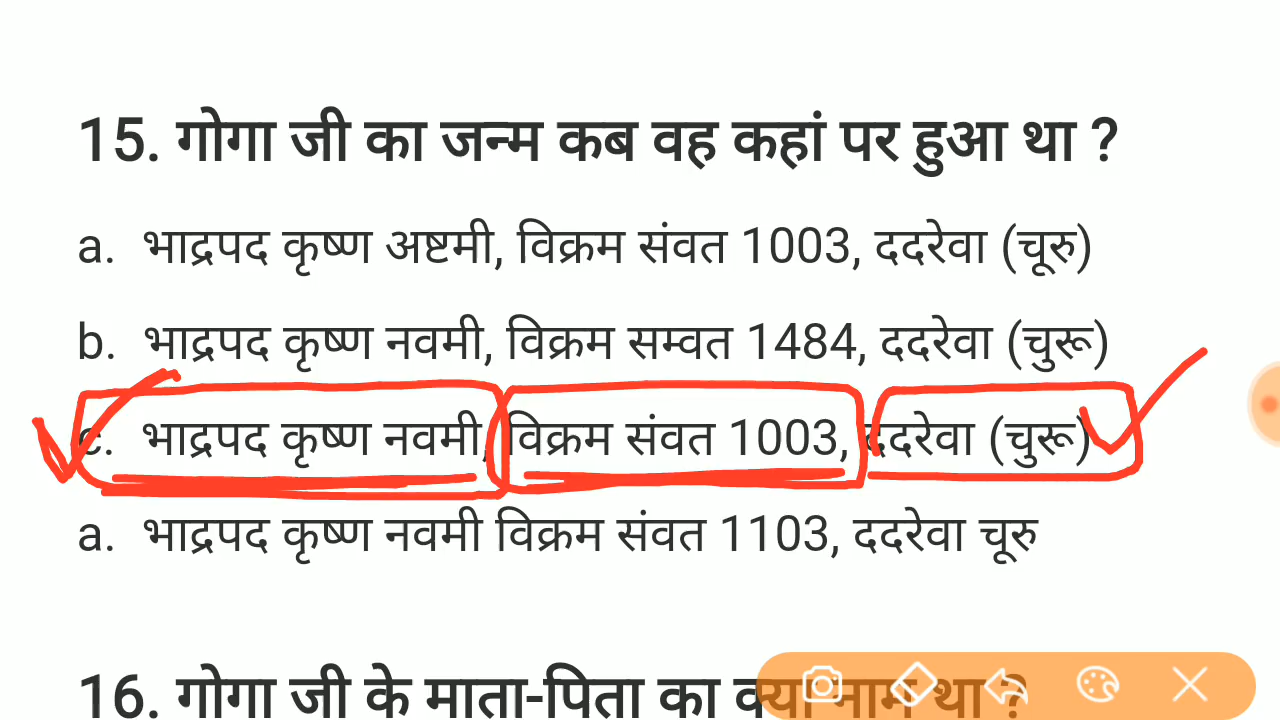 15. गोगा जी का जन्म कब वह कहां पर हुआ था ?
a. भाद्रपद कृष्ण अष्टमी, विक्रम संवत 1003, ददरेवा (चूरु)
b. भाद्रपद कृष्ण नवमी, विक्रम सम्वत 1484, ददरेवा (चुरू)
c. भाद्रपद कृष्ण नवमी, विक्रम संवत 1003, ददरेवा (चुरू)
a. भाद्रपद कृष्ण नवमी विक्रम संवत 1103, ददरेवा चूरु
16. गोगा जी के माता-पिता का क्या नाम था ?